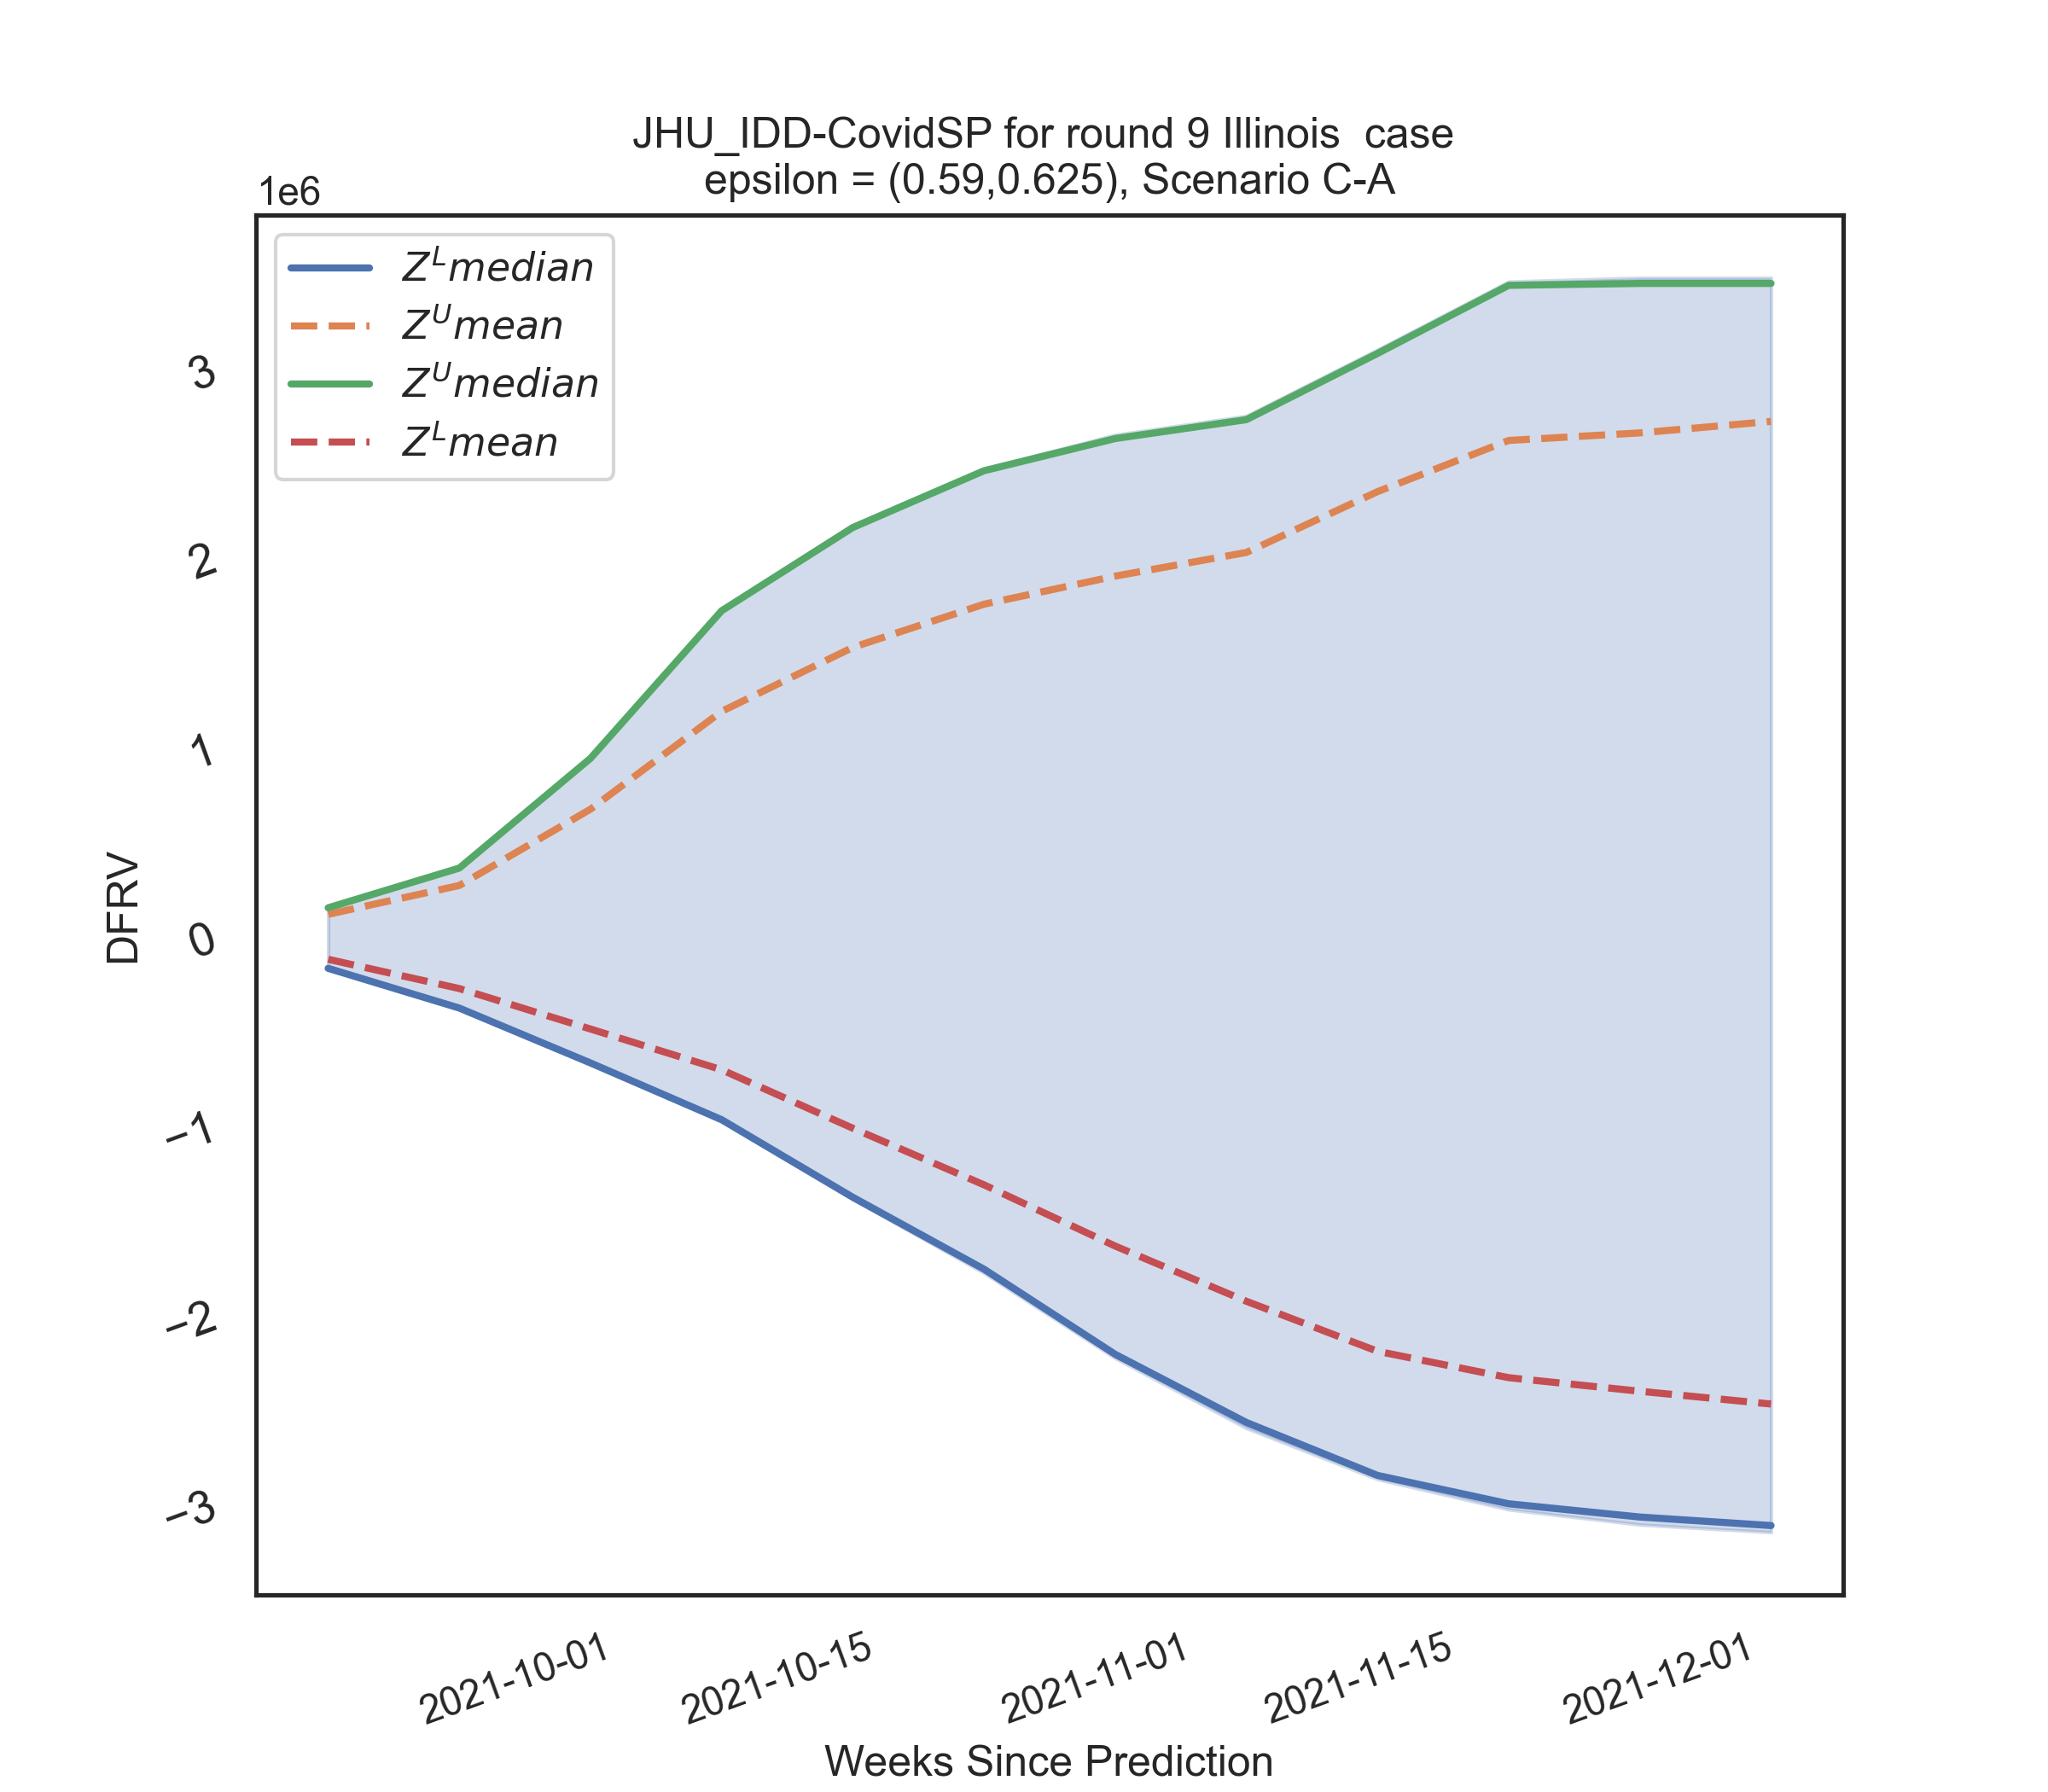 JHU_IDD-CovidSP for round 9 Illinois  case
epsilon = (0.59,0.625), Scenario C-A
1e6
Z^L median
Z^U mean
Z^U median
Z^L mean
3
2
1
0
−1
−2
−3
DFRV
2021-10-01
2021-10-15
2021-11-01
2021-11-15
2021-12-01
Weeks Since Prediction